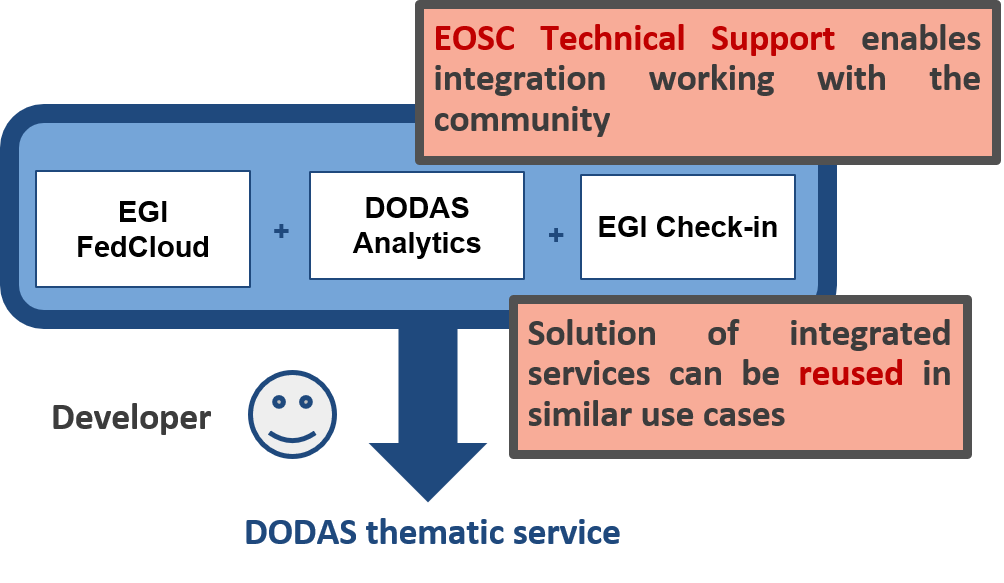 EOSC Technical Support enables
integration working with the
community
EGI
FedCloud
+
DODAS
Analytics
+
EGI Check-in
Solution of integrated
services can be reused in
similar use cases
Developer
DODAS thematic service